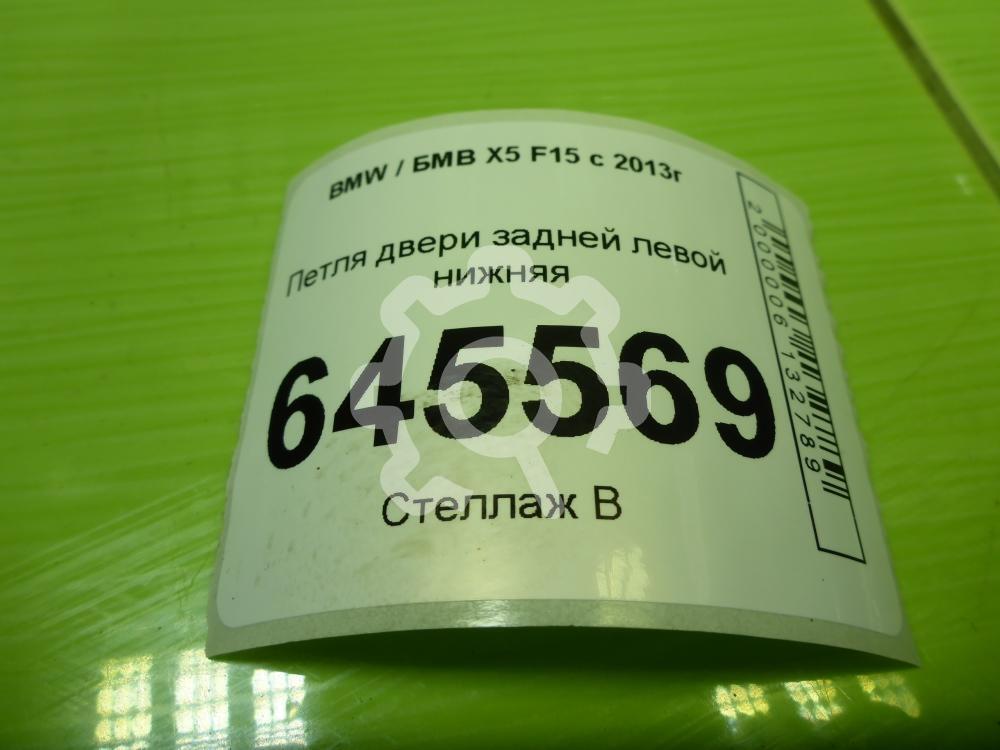 BMW / БМВ X5 F15 с 2013г
Петля двери задней левой
нижняя
645569
Стеллаж В
2000006132789